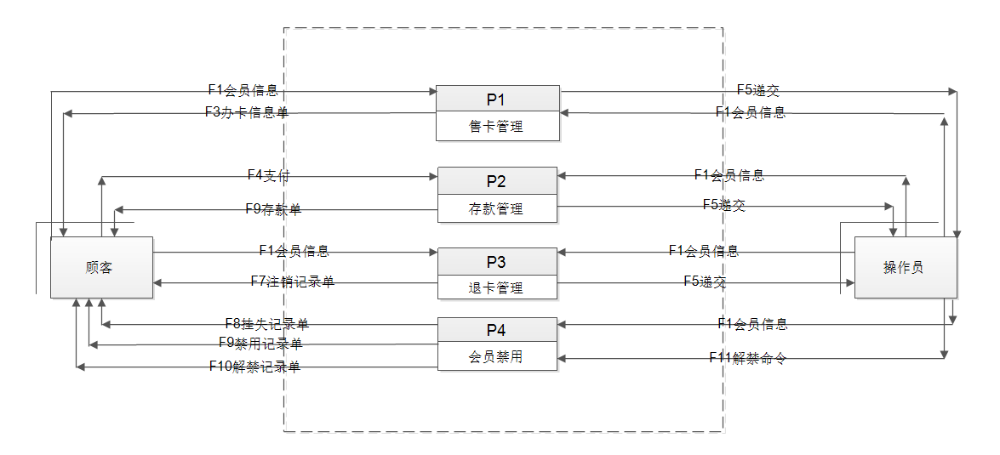 F1会员信息
P1
F5递交
F3办卡信息单
售卡管理
F1会员信息
F4支付
P2
F1会员信息
F9存款单
存款管理
F5递交
F1会员信息
P3
F1会员信息
顾客
操作员
F7注销记录单
退卡管理
F5递交
F8挂失记录单
P4
F1会员信息
F9禁用记录单
会员禁用
F11解禁命令
F10解禁记录单